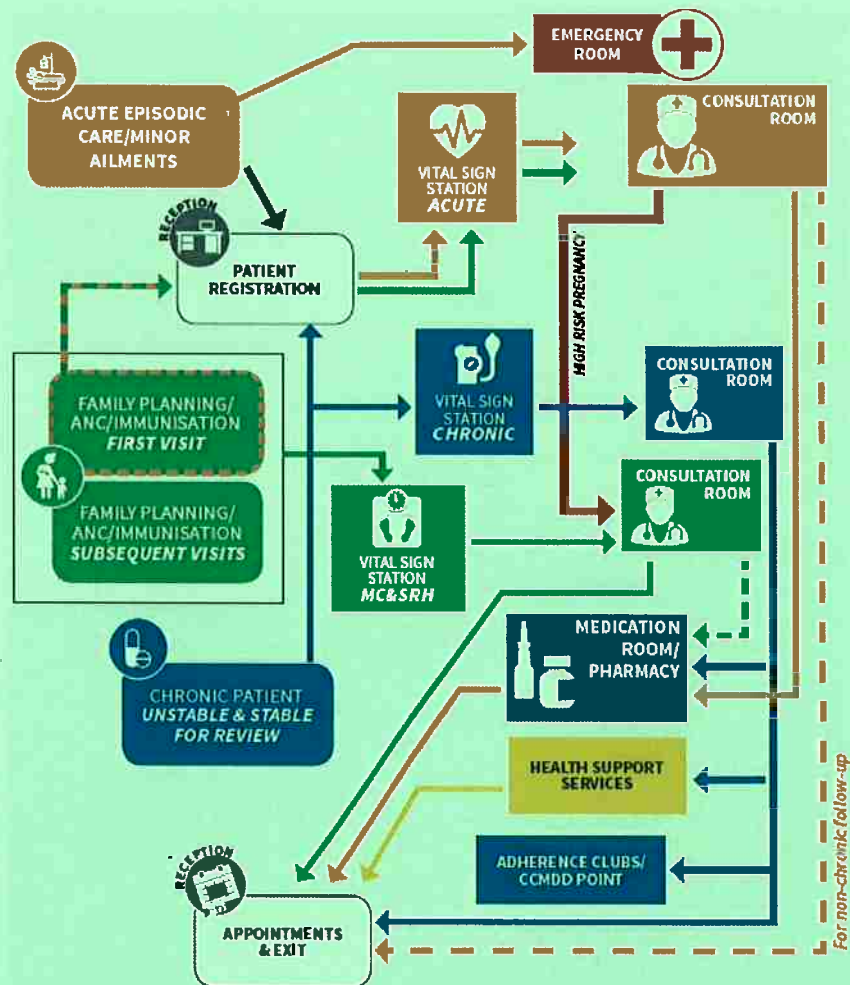 EMERGENCY
ROOM
ACUTE EPISODIC
CARE/MINOR
AILMENTS
CONSULTATION
ROOM
VITAL SIGN
STATION
ACUTE
RECEPTION
PATIENT
REGISTRATION
HIGH RISK PREGNANCY
FAMILY PLANNING/
ANC/IMMUNISATION
FIRST VISIT
VITAL SIGN
STATION
CHRONIC
CONSULTATION
ROOM
CONSULTATION
ROOM
FAMILY PLANNING/
ANC/IMMUNISATION
SUBSEQUENT VISITS
VITAL SIGN
STATION
MC&SRH
MEDICATION
ROOM/
PHARMACY
CHRONIC PATIENT
UNSTABLE & STABLE
FOR REVIEW
HEALTH SUPPORT
SERVICES
ADHERENCE CLUBS/
CCMDD POINT
For non-chronic follow-up
RECEPTION
APPOINTMENTS
& EXIT